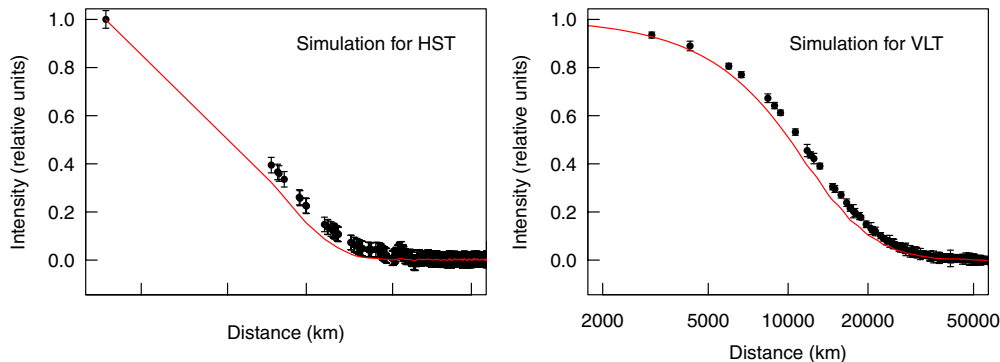 Simulation for HST
Intensity (relative units)
1.0
0.8
0.6
0.4
0.2
0.0
Distance (km)
Simulation for VLT
Intensity (relative units)
1.0
0.8
0.6
0.4
0.2
0.0
2000 5000 10000 20000 50000
Distance (km)